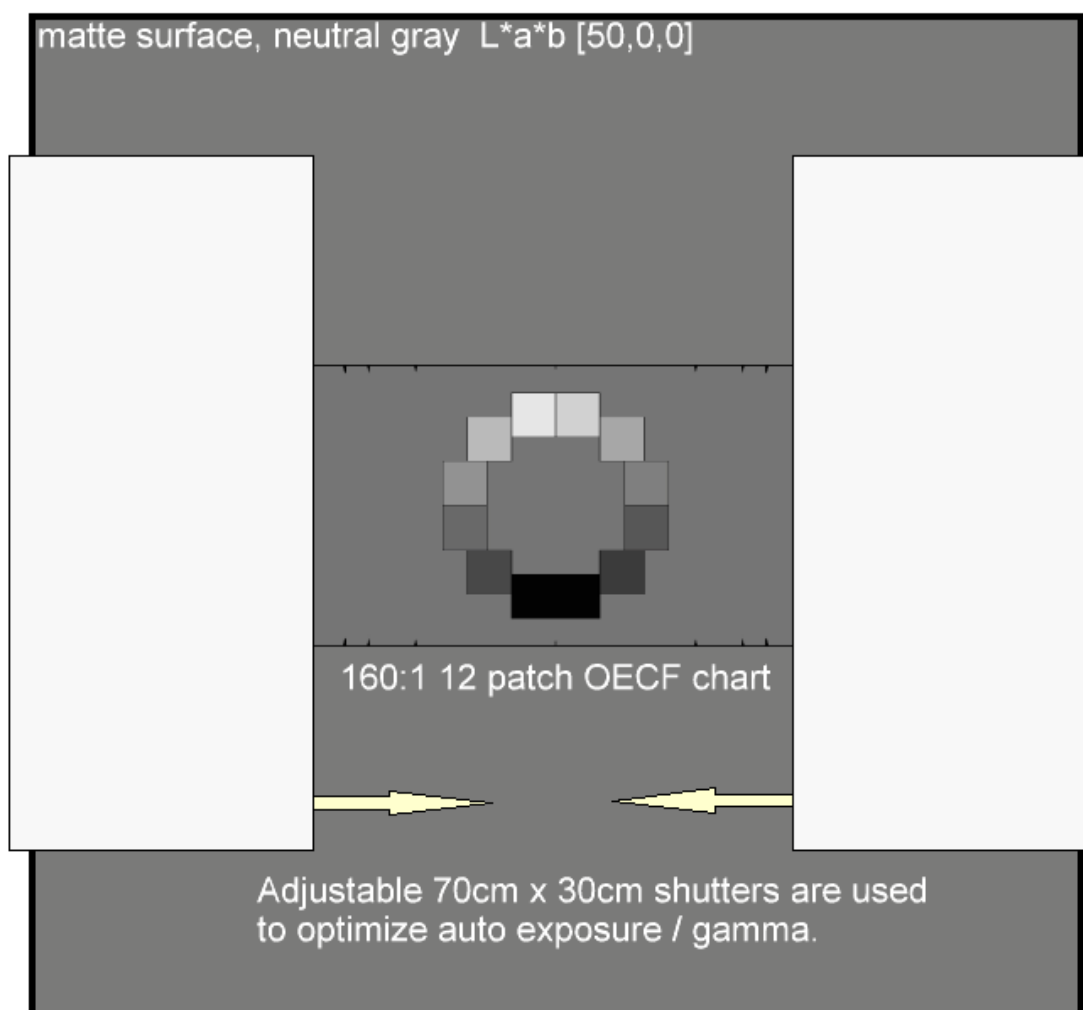 matte surface, neutral gray  L*a*b [50,0,0]
160:1 12 patch OECF chart
Adjustable 70cm x 30cm shutters are used
to optimize auto exposure / gamma.